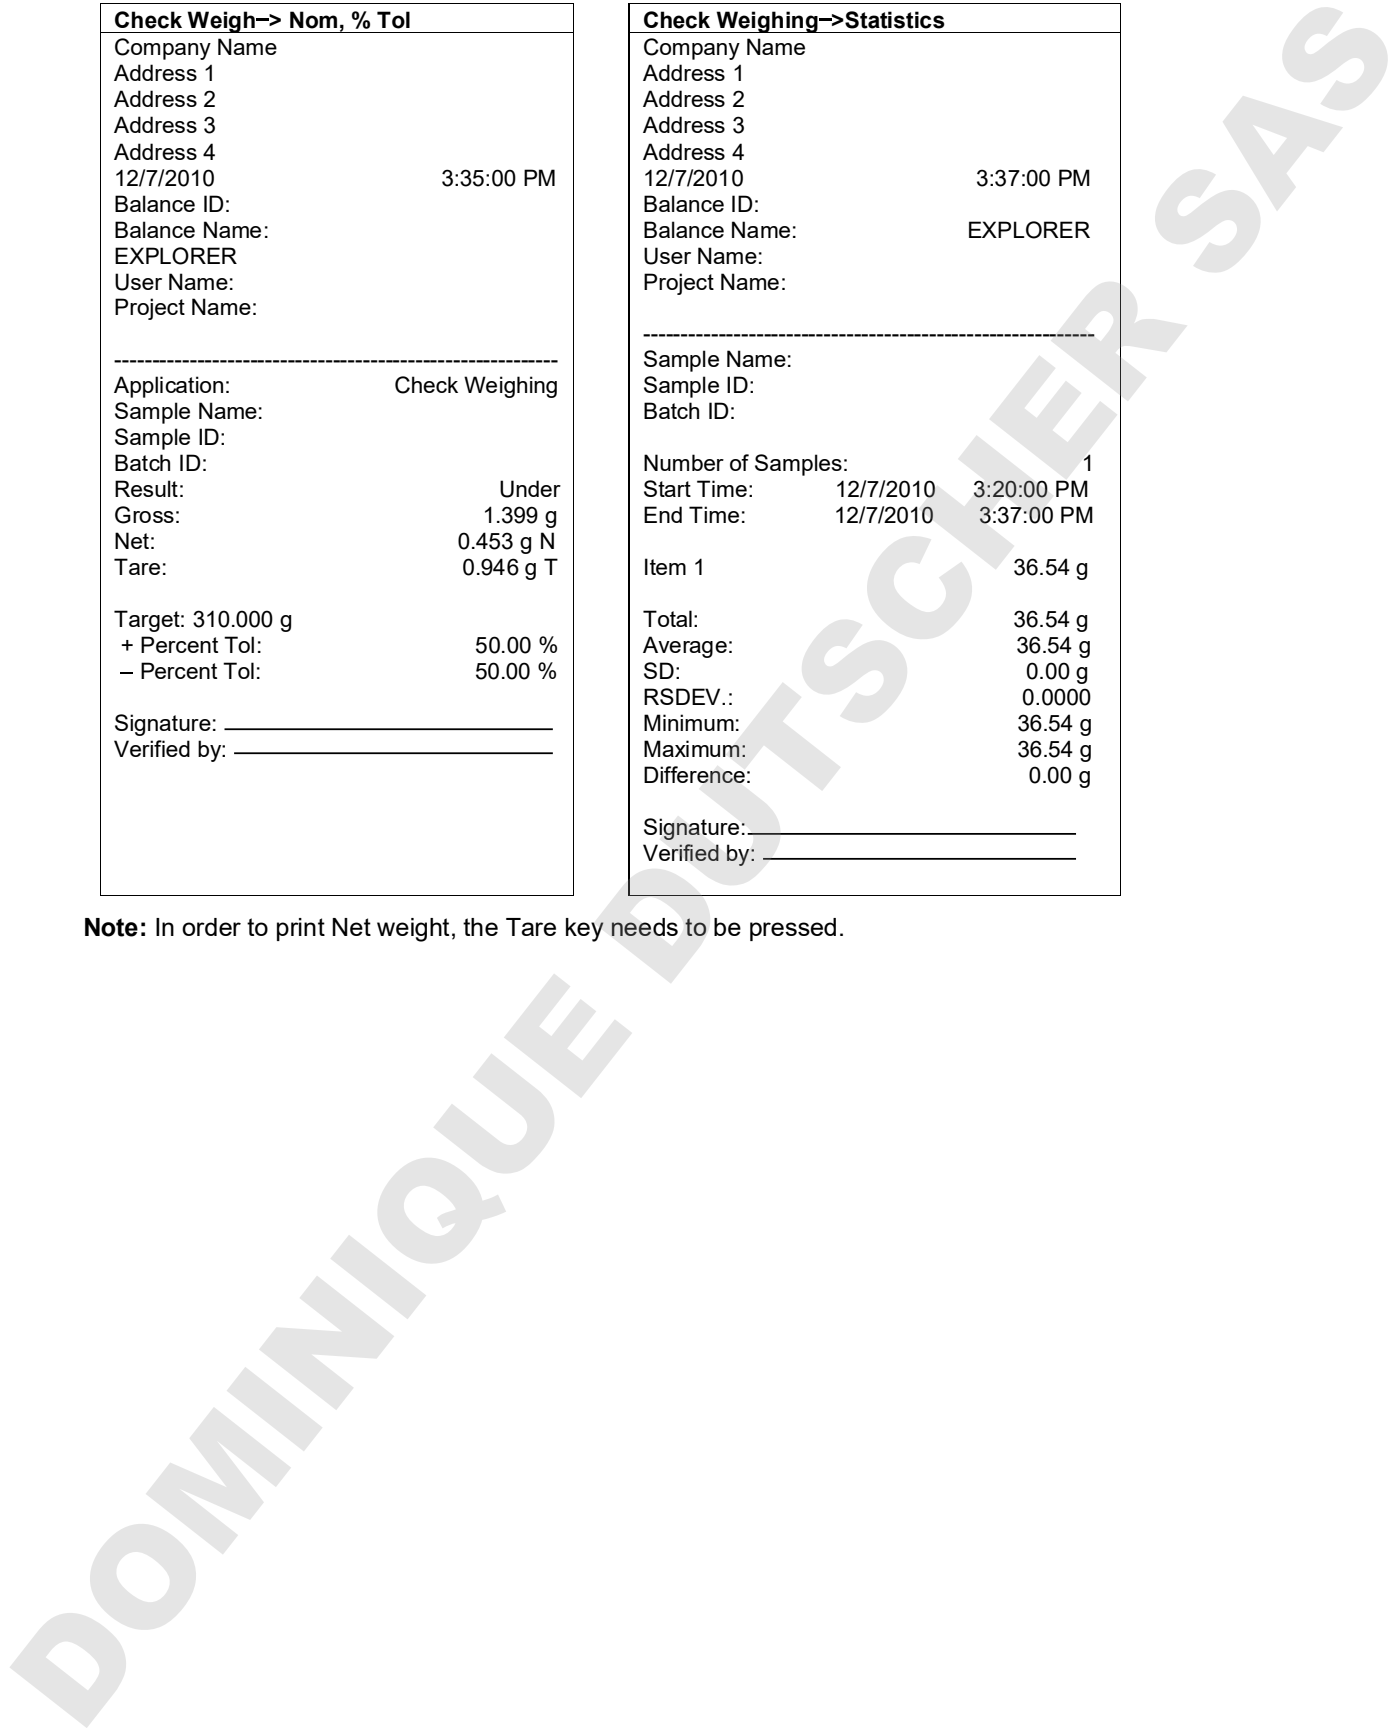 Check Weigh–> Nom, % Tol
Company Name
Address 1
Address 2
Address 3
Address 4
12/7/2010 3:35:00 PM
Balance ID:
Balance Name:
EXPLORER
User Name:
Project Name:
----------------------------------------------------------
Application: Check Weighing
Sample Name:
Sample ID:
Batch ID:
Result: Under
Gross: 1.399 g
Net: 0.453 g N
Tare: 0.946 g T
Target: 310.000 g
+ Percent Tol: 50.00 %
– Percent Tol: 50.00 %
Signature:
Verified by:
Check Weighing–>Statistics
Company Name
Address 1
Address 2
Address 3
Address 4
12/7/2010 3:37:00 PM
Balance ID:
Balance Name: EXPLORER
User Name:
Project Name:
------------------------------------------------------------
Sample Name:
Sample ID:
Batch ID:
Number of Samples: 1
Start Time: 12/7/2010 3:20:00 PM
End Time: 12/7/2010 3:37:00 PM
Item 1 36.54 g
Total: 36.54 g
Average: 36.54 g
SD: 0.00 g
RSDEV.: 0.0000
Minimum: 36.54 g
Maximum: 36.54 g
Difference: 0.00 g
Signature:
Verified by:
Note: In order to print Net weight, the Tare key needs to be pressed.
DOMINIQUE DUTSCHER SAS